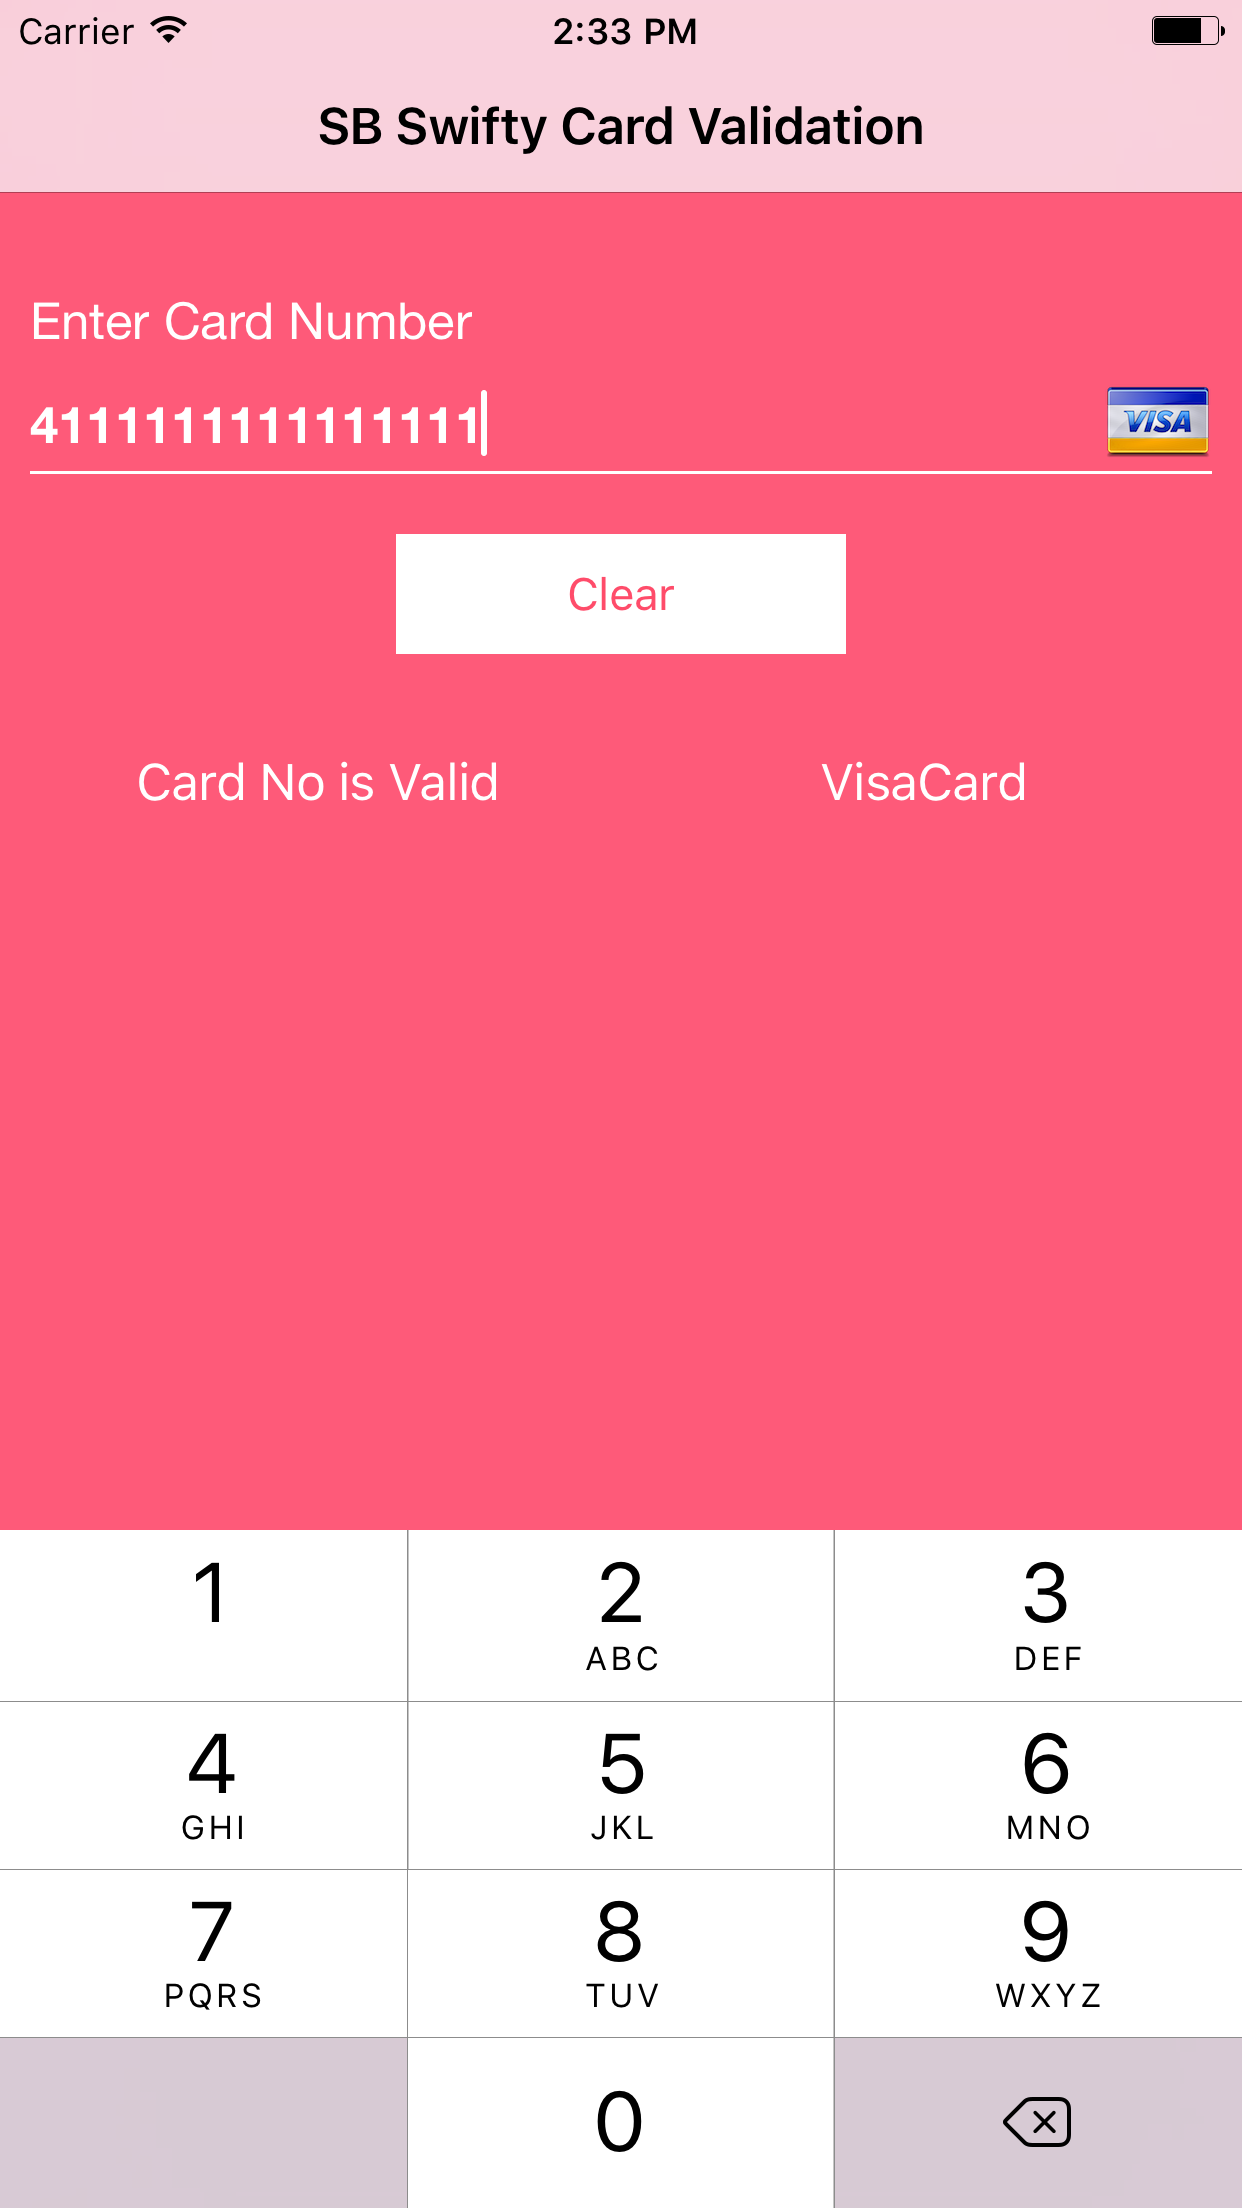 Carrier 2:33 PM
SB Swifty Card Validation
Enter Card Number
4111111111111111
VISA
Clear
Card No is Valid VisaCard
1 2 3
ABC DEF
4 5 6
GHI JKL MNO
7 8 9
PQRS TUV WXYZ
0